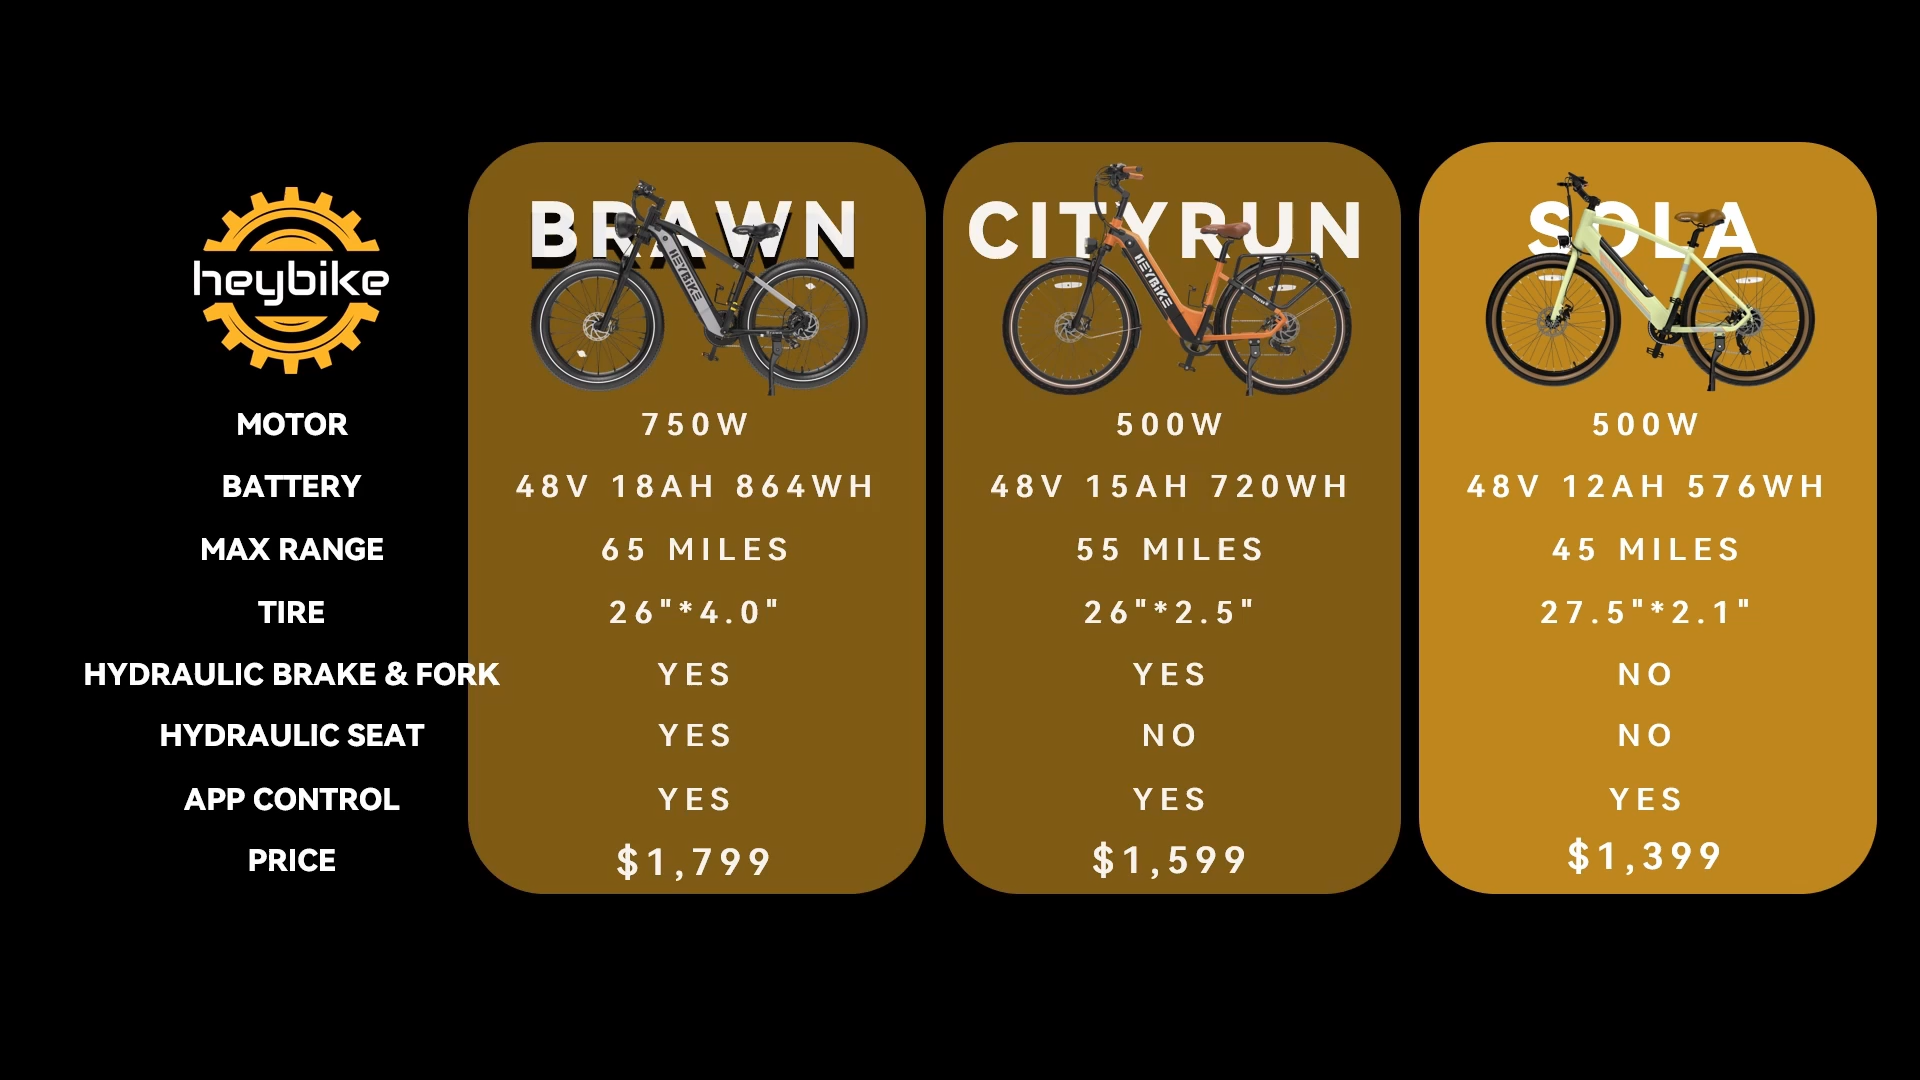 heybike
BRAWN CITYRUN SOLA
HEYBIKE HEYBIKE
MOTOR 750W 500W 500W
BATTERY 48V 18AH 864WH 48V 15AH 720WH 48V 12AH 576WH
MAX RANGE 65 MILES 55 MILES 45 MILES
TIRE 26"*4.0" 26"*2.5" 27.5"*2.1"
HYDRAULIC BRAKE & FORK YES YES NO
HYDRAULIC SEAT YES NO NO
APP CONTROL YES YES YES
PRICE $1,799 $1,599 $1,399